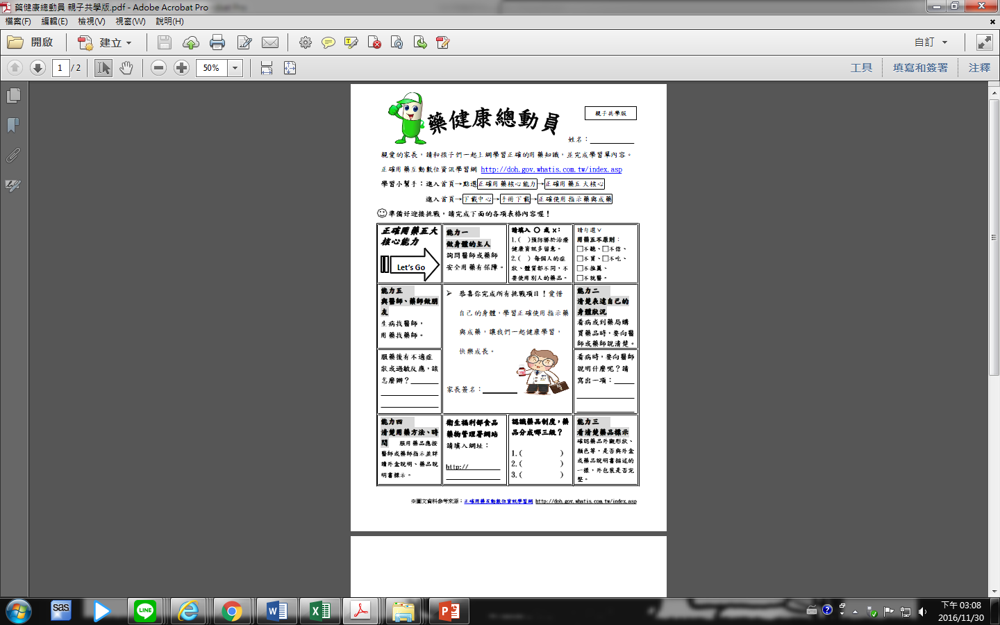 藥健康總動員 親子共學版.pdf - Adobe Acrobat Pro
檔案(F) 編輯(E) 檢視(V) 視窗(W) 說明(H)
開啟 建立 自訂
1 / 2 50% 工具 填寫和簽署 注釋
藥健康總動員
親子共學版
姓名：
親愛的家長，請和孩子們一起上網學習正確的用藥知識，並完成學習單內容。
正確用藥互動數位資訊學習網 http://doh.gov.whatis.com.tw/index.asp
學習小幫手：進入首頁→點選正確用藥核心能力→正確用藥五大核心
進入首頁→下載中心→手冊下載→正確使用指示藥與成藥
準備好迎接挑戰，請完成下面的各項表格內容喔！
正確用藥五大
核心能力
Let's Go
能力一
做身體的主人
詢問醫師或藥師
安全用藥有保障。
請填入 〇 或 X：
1.( )預防勝於治療
健康資訊多留意。
2.( ) 每個人的症
狀、體質都不同，不
要使用別人的藥品。
請勾選∨
用藥五不原則：
□不聽、□不信、
□不買、□不吃、
□不推薦、
□不就醫。
能力五
與醫師、藥師做朋
友
生病找醫師，
用藥找藥師。
➢ 恭喜你完成所有挑戰項目！愛惜
自己的身體，學習正確使用指示藥
與成藥，讓我們一起健康學習，
快樂成長。
家長簽名：
能力二
清楚表達自己的
身體狀況
看病或到藥局購
買藥品時，要向醫
師或藥師說清楚。
服藥後有不適症
狀或過敏反應，該
怎麼辦？
看病時，要向醫師
說明什麼呢？請
寫出一項：
能力四
清楚用藥方法、時
間 服用藥品應按
醫師或藥師指示並詳
讀外盒說明、藥品說
明書標示。
衛生福利部食品
藥物管理署網站
請填入網址：
http://
認識藥品制度，藥
品分成哪三級？
1.( )
2.( )
3.( )
能力三
看清楚藥品標示
確認藥品外觀形狀、
顏色等，是否與外盒
或藥品說明書描述的
一樣，外包裝是否完
整。
※圖文資料參考來源：正確用藥互動數位資訊學習網 http://doh.gov.whatis.com.tw/index.asp
下午 03:08
2016/11/30